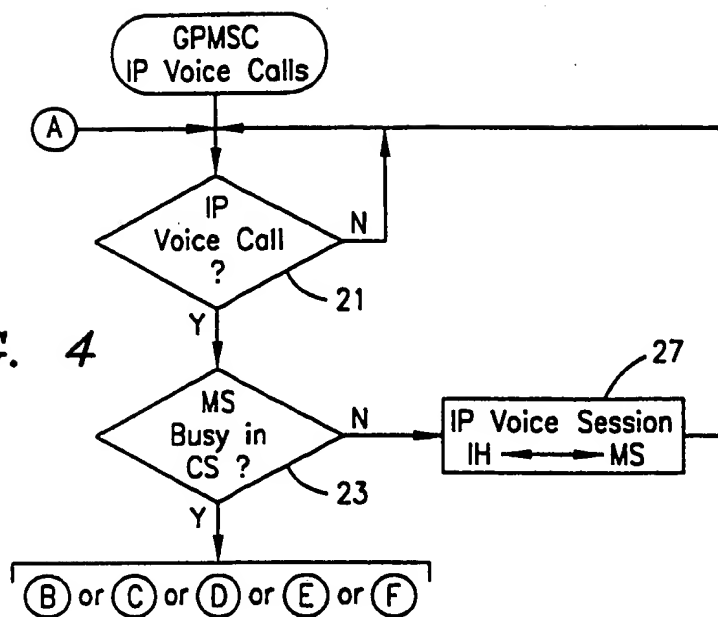 GPMSC
IP Voice Calls
A
IP
Voice Call
?
N
21
Y
4
MS
Busy in
CS ?
N
23
Y
27
IP Voice Session
IH MS
B or C or D or E or F